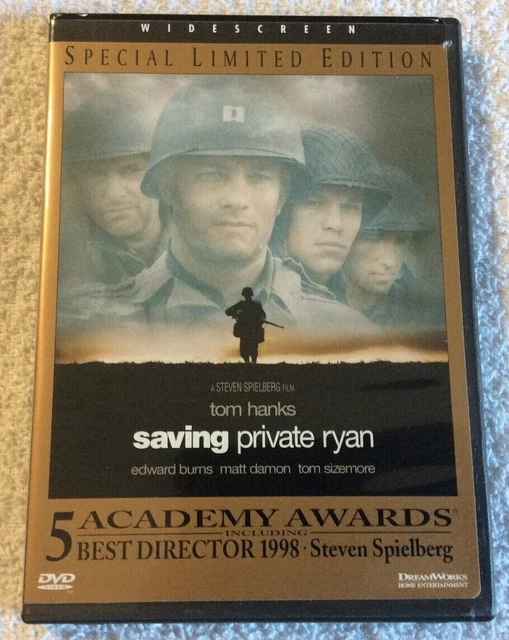 WIDESCREEN
SPECIAL LIMITED EDITION
A STEVEN SPIELBERG FILM
tom hanks
saving private ryan
edward burns matt damon tom sizemore
5 ACADEMY AWARDS®
INCLUDING
BEST DIRECTOR 1998 · Steven Spielberg
DVD
VIDEO
DREAMWORKS
HOME ENTERTAINMENT